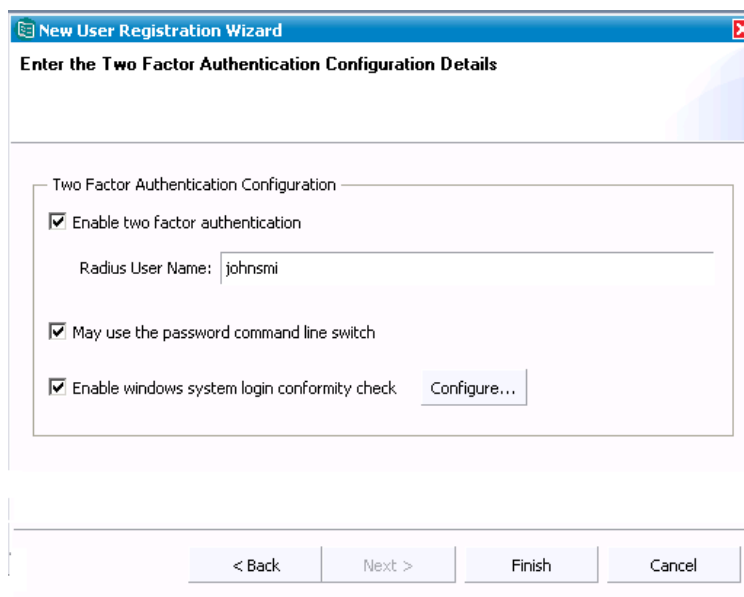 New User Registration Wizard
Enter the Two Factor Authentication Configuration Details
Two Factor Authentication Configuration
Enable two factor authentication
Radius User Name: johnsmi
May use the password command line switch
Enable windows system login conformity check Configure...
< Back Next > Finish Cancel